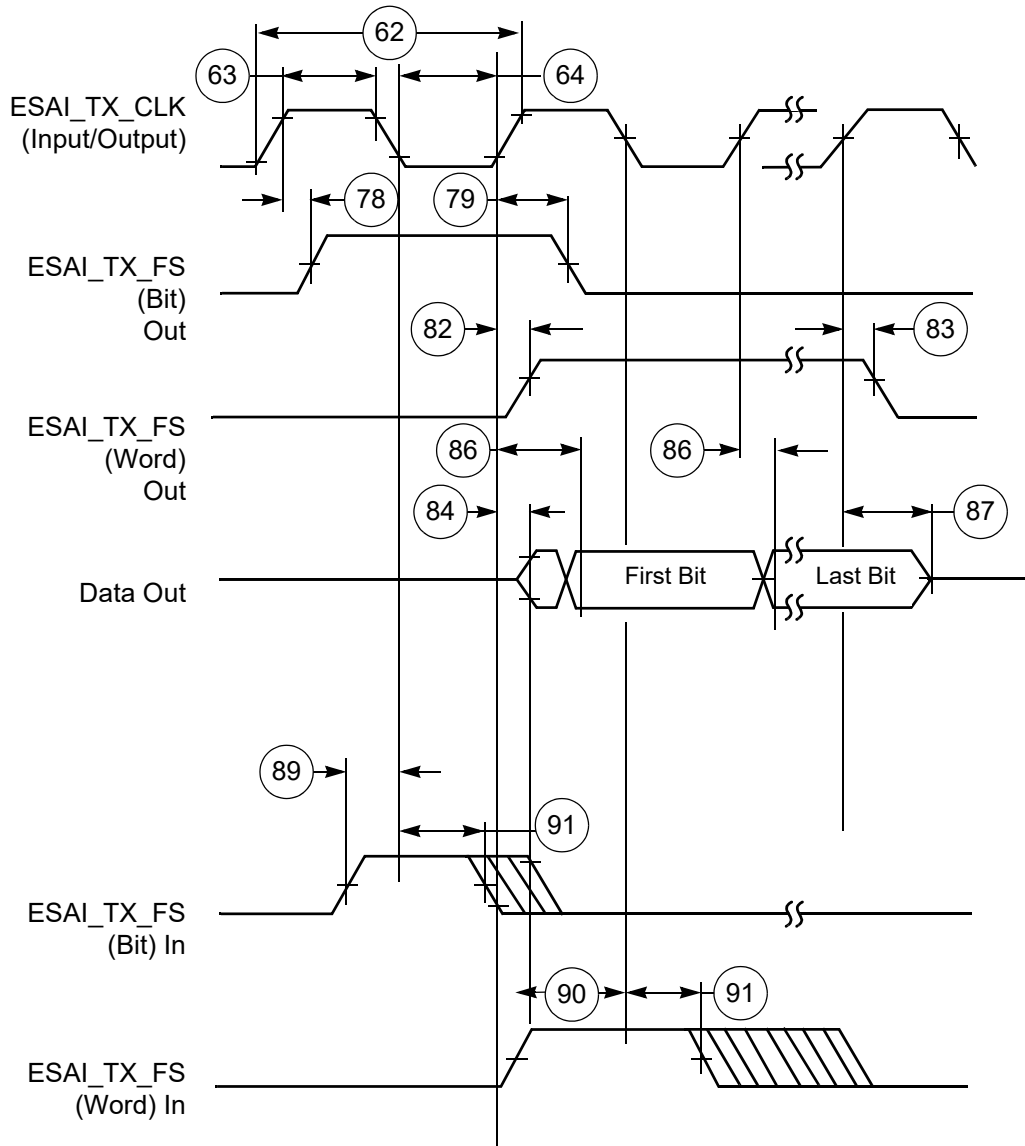 62
63
64
ESAI_TX_CLK
(Input/Output)
78
79
ESAI_TX_FS
(Bit)
Out
82
83
ESAI_TX_FS
(Word)
Out
86
86
84
87
Data Out
First Bit
Last Bit
89
91
ESAI_TX_FS
(Bit) In
90
91
ESAI_TX_FS
(Word) In